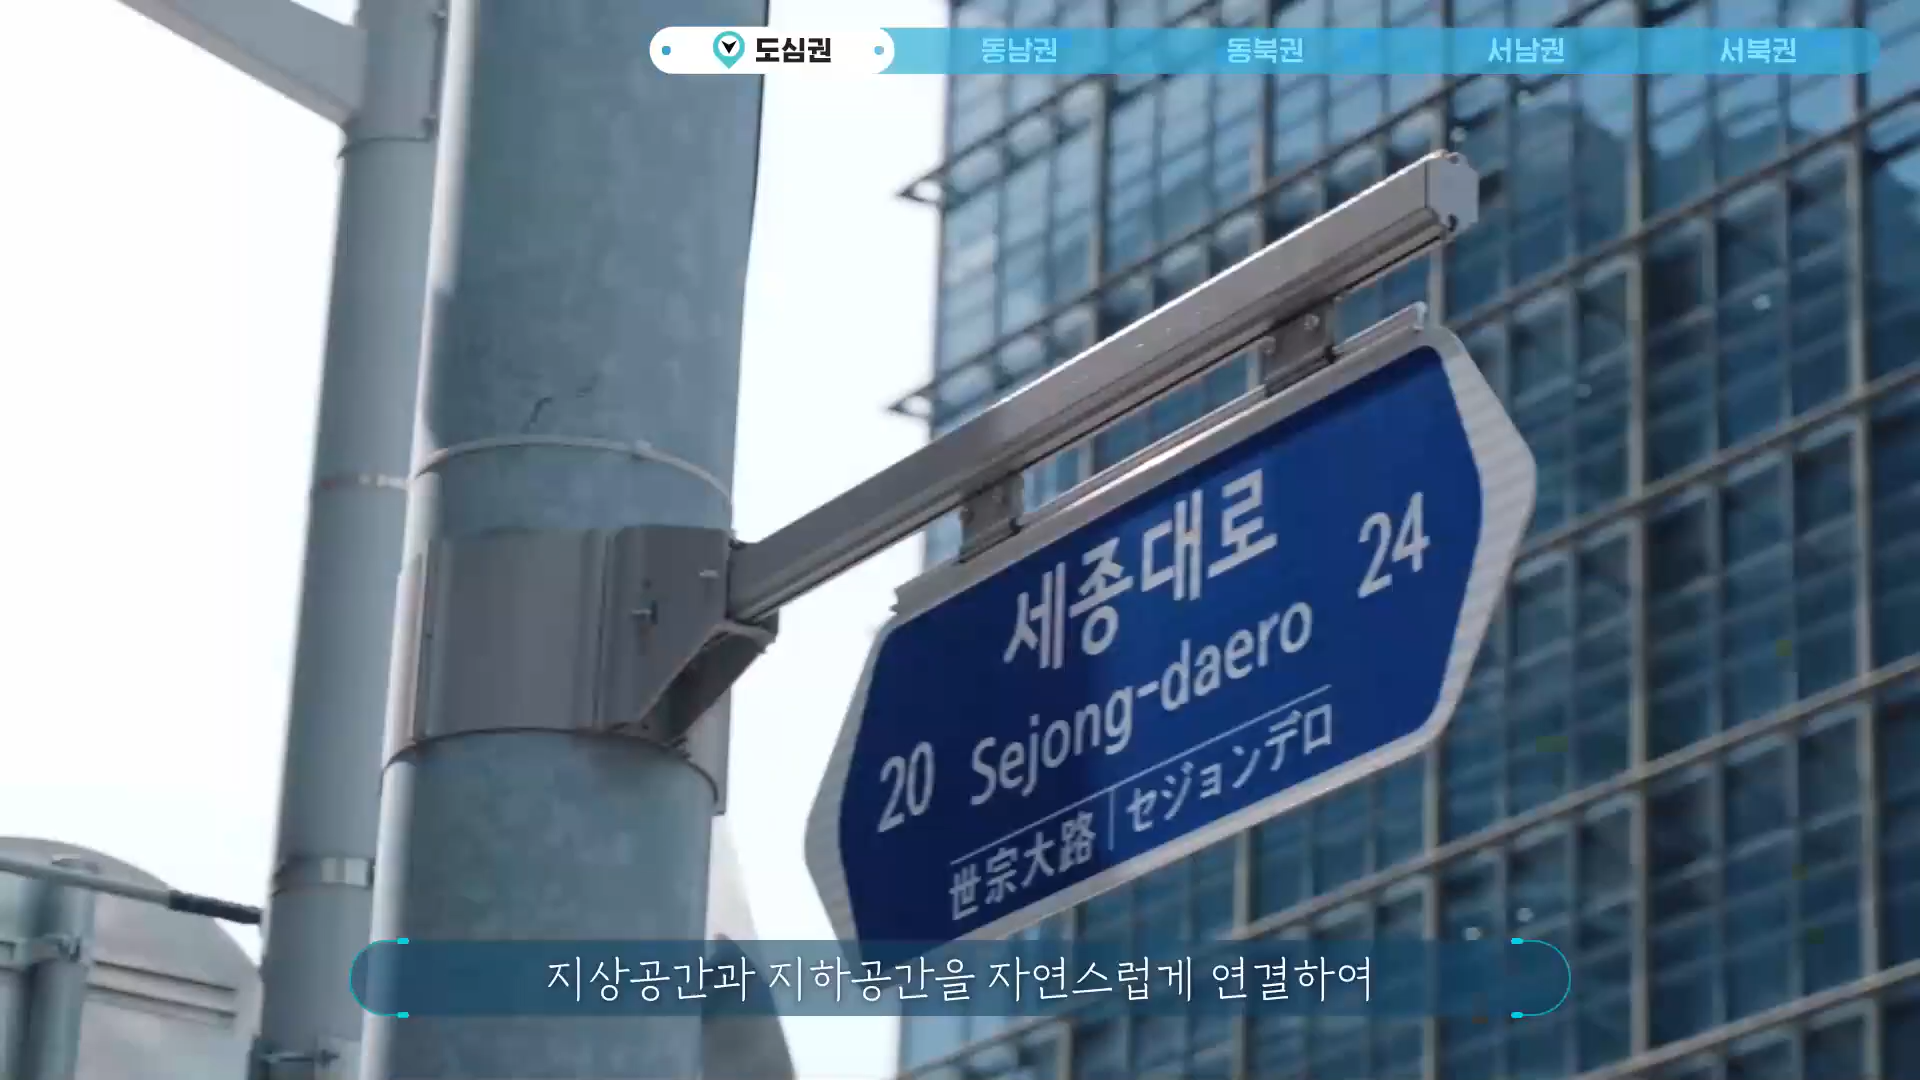 도심권 동남권 동북권 서남권 서북권
세종대로
20 Sejong-daero 24
世宗大路 セジョンデロ
지상공간과 지하공간을 자연스럽게 연결하여